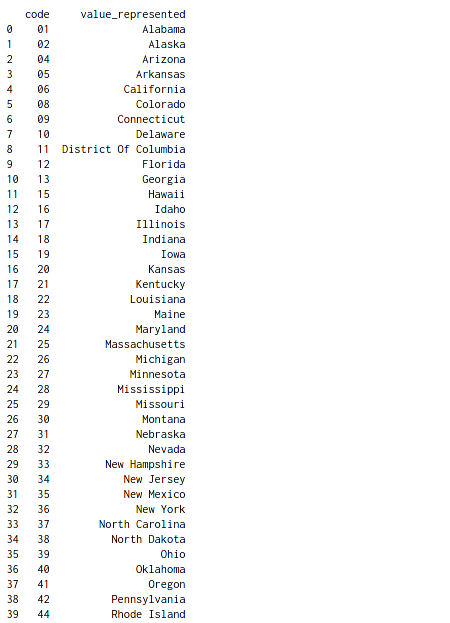 code value_represented
0 01 Alabama
1 02 Alaska
2 04 Arizona
3 05 Arkansas
4 06 California
5 08 Colorado
6 09 Connecticut
7 10 Delaware
8 11 District Of Columbia
9 12 Florida
10 13 Georgia
11 15 Hawaii
12 16 Idaho
13 17 Illinois
14 18 Indiana
15 19 Iowa
16 20 Kansas
17 21 Kentucky
18 22 Louisiana
19 23 Maine
20 24 Maryland
21 25 Massachusetts
22 26 Michigan
23 27 Minnesota
24 28 Mississippi
25 29 Missouri
26 30 Montana
27 31 Nebraska
28 32 Nevada
29 33 New Hampshire
30 34 New Jersey
31 35 New Mexico
32 36 New York
33 37 North Carolina
34 38 North Dakota
35 39 Ohio
36 40 Oklahoma
37 41 Oregon
38 42 Pennsylvania
39 44 Rhode Island